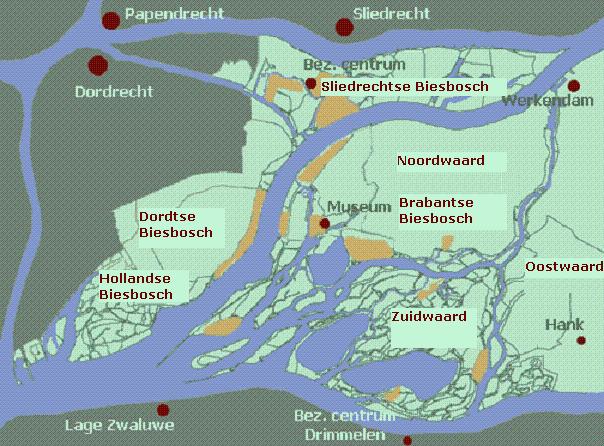 Papendrecht
Sliedrecht
Bez. centrum
Dordrecht
Sliedrechtse Biesbosch
Werkendam
Noordwaard
Museum
Brabantse
Biesbosch
Dordtse
Biesbosch
Oostwaard
Hollandse
Biesbosch
Zuidwaard
Hank
Lage Zwaluwe
Bez. centrum
Drimmelen